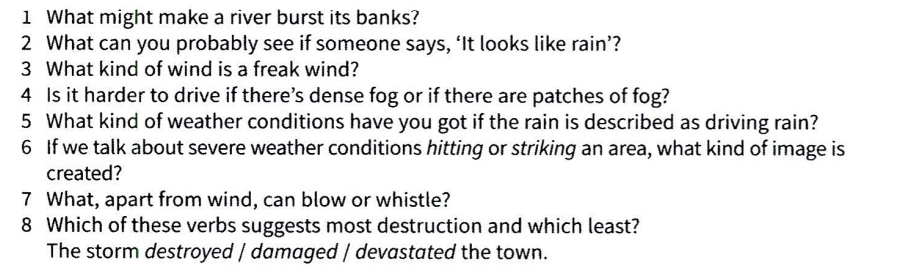 1 What might make a river burst its banks?
2 What can you probably see if someone says, ‘It looks like rain’?
3 What kind of wind is a freak wind?
4 Is it harder to drive if there’s dense fog or if there are patches of fog?
5 What kind of weather conditions have you got if the rain is described as driving rain?
6 If we talk about severe weather conditions hitting or striking an area, what kind of image is
created?
7 What, apart from wind, can blow or whistle?
8 Which of these verbs suggests most destruction and which least?
The storm destroyed / damaged / devastated the town.